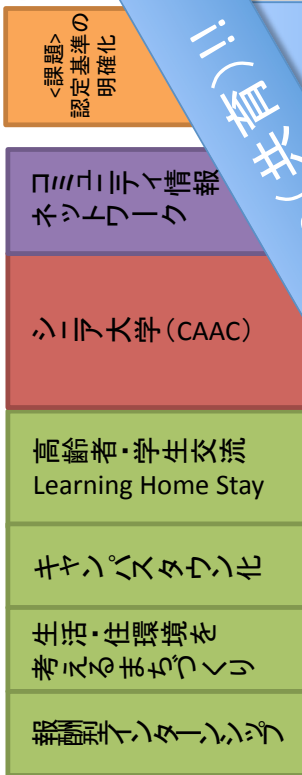 <課題>
認定基準の
明確化
共育)!!
コミュニティ情報
ネットワーク
シニア大学(CAAC)
高齢者・学生交流
Learning Home Stay
キャンパスタウン化
生活・住環境を
考えるまちづくり
報酬型インターンシップ